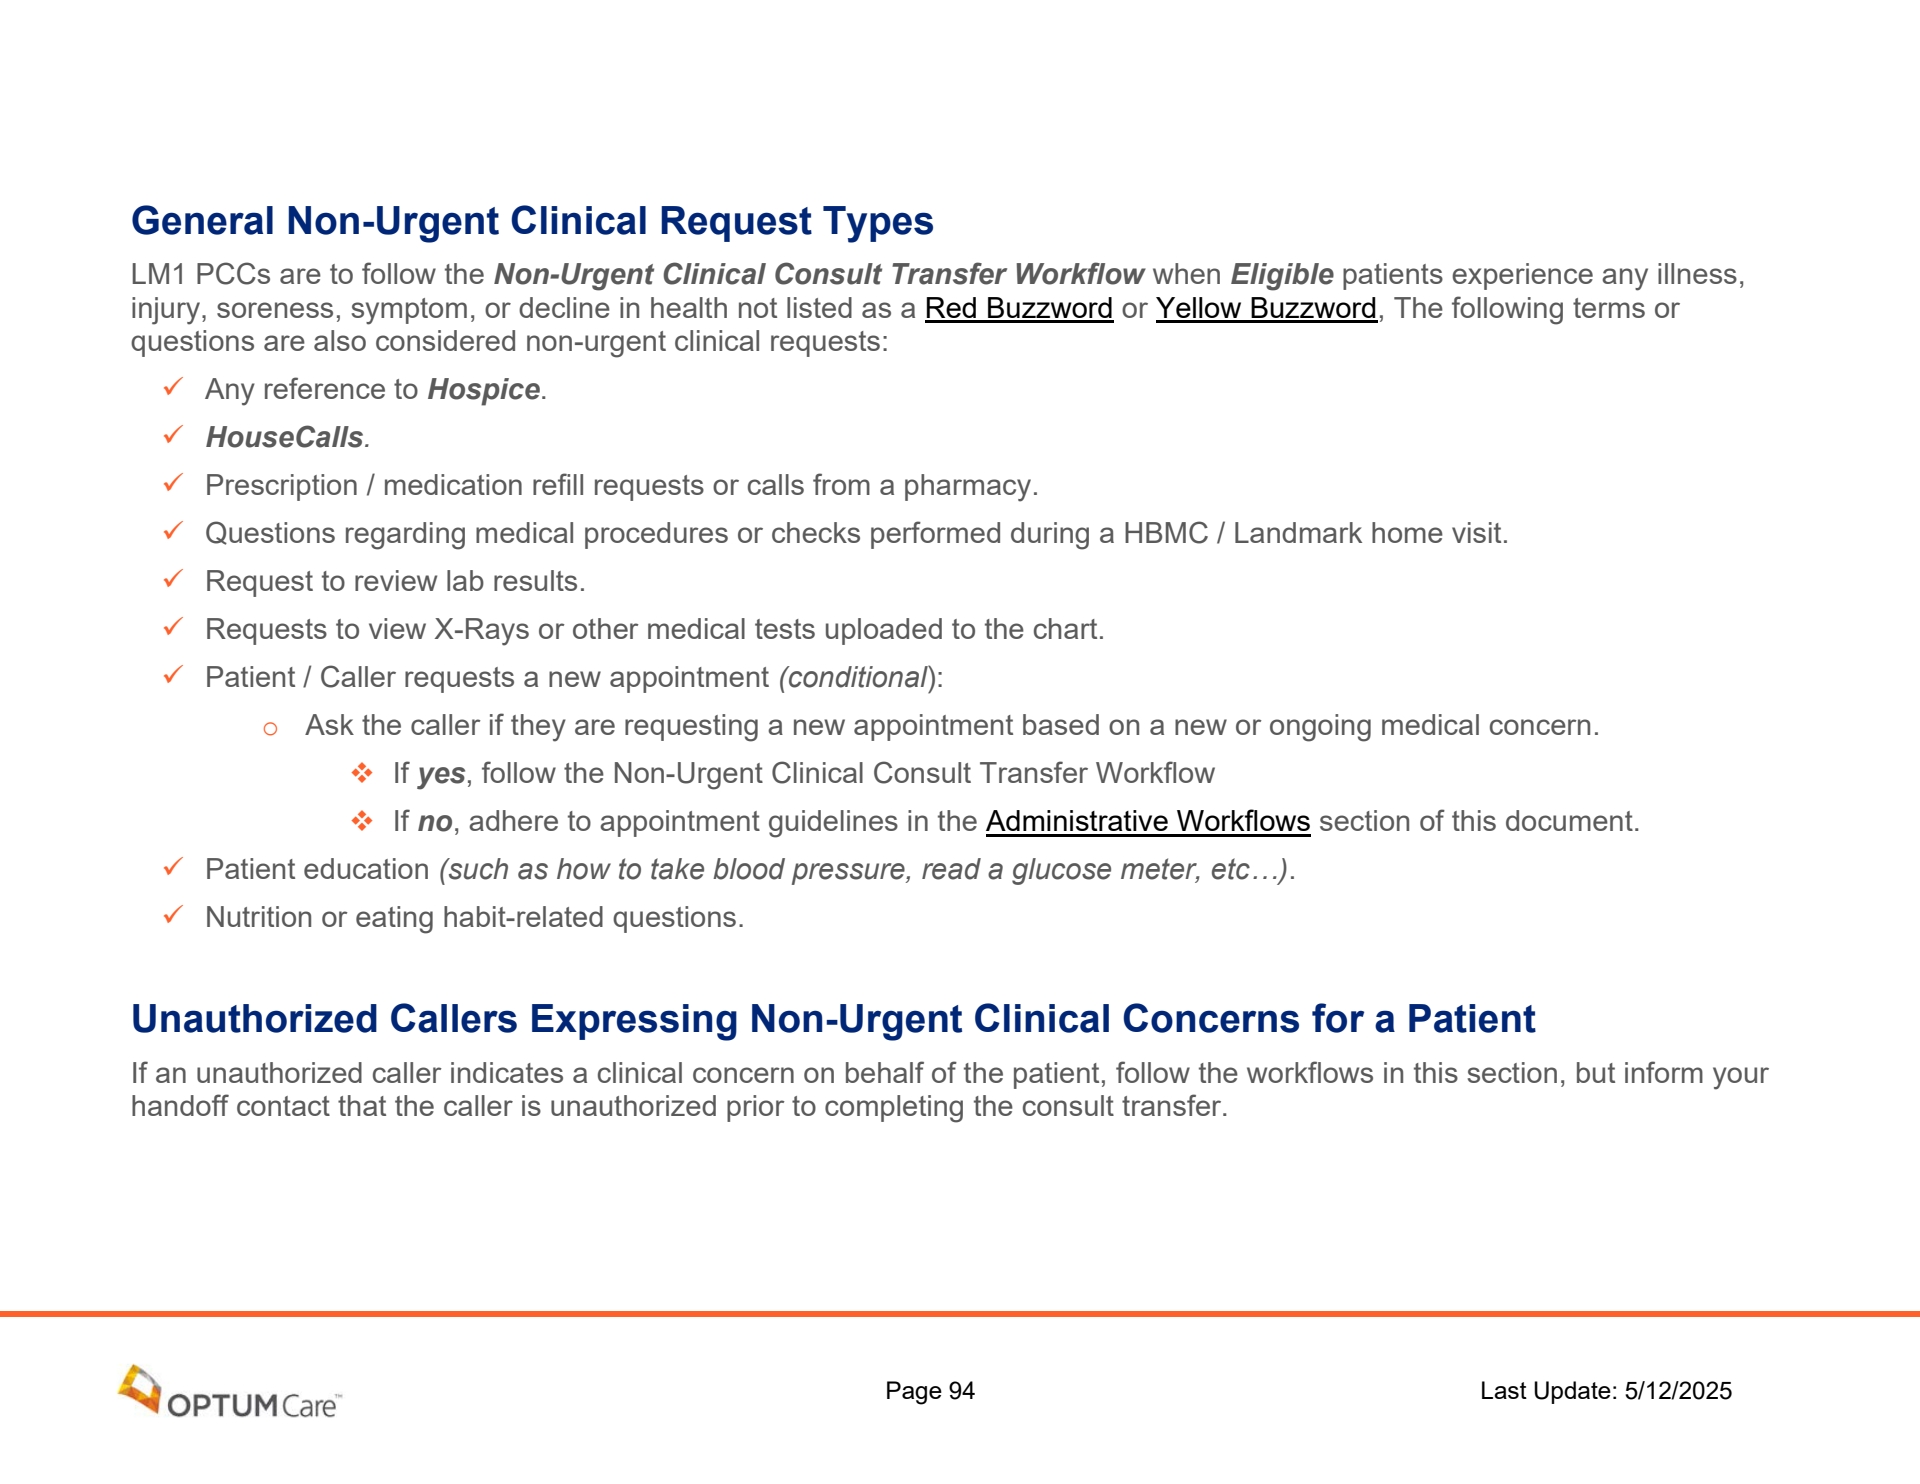 General Non-Urgent Clinical Request Types
LM1 PCCs are to follow the Non-Urgent Clinical Consult Transfer Workflow when Eligible patients experience any illness,
injury, soreness, symptom, or decline in health not listed as a Red Buzzword or Yellow Buzzword, The following terms or
questions are also considered non-urgent clinical requests:
✓ Any reference to Hospice.
✓ HouseCalls.
✓ Prescription / medication refill requests or calls from a pharmacy.
✓ Questions regarding medical procedures or checks performed during a HBMC / Landmark home visit.
✓ Request to review lab results.
✓ Requests to view X-Rays or other medical tests uploaded to the chart.
✓ Patient / Caller requests a new appointment (conditional):
o Ask the caller if they are requesting a new appointment based on a new or ongoing medical concern.
❖ If yes, follow the Non-Urgent Clinical Consult Transfer Workflow
❖ If no, adhere to appointment guidelines in the Administrative Workflows section of this document.
✓ Patient education (such as how to take blood pressure, read a glucose meter, etc…).
✓ Nutrition or eating habit-related questions.
Unauthorized Callers Expressing Non-Urgent Clinical Concerns for a Patient
If an unauthorized caller indicates a clinical concern on behalf of the patient, follow the workflows in this section, but inform your
handoff contact that the caller is unauthorized prior to completing the consult transfer.
OPTUM Care™
Page 94
Last Update: 5/12/2025